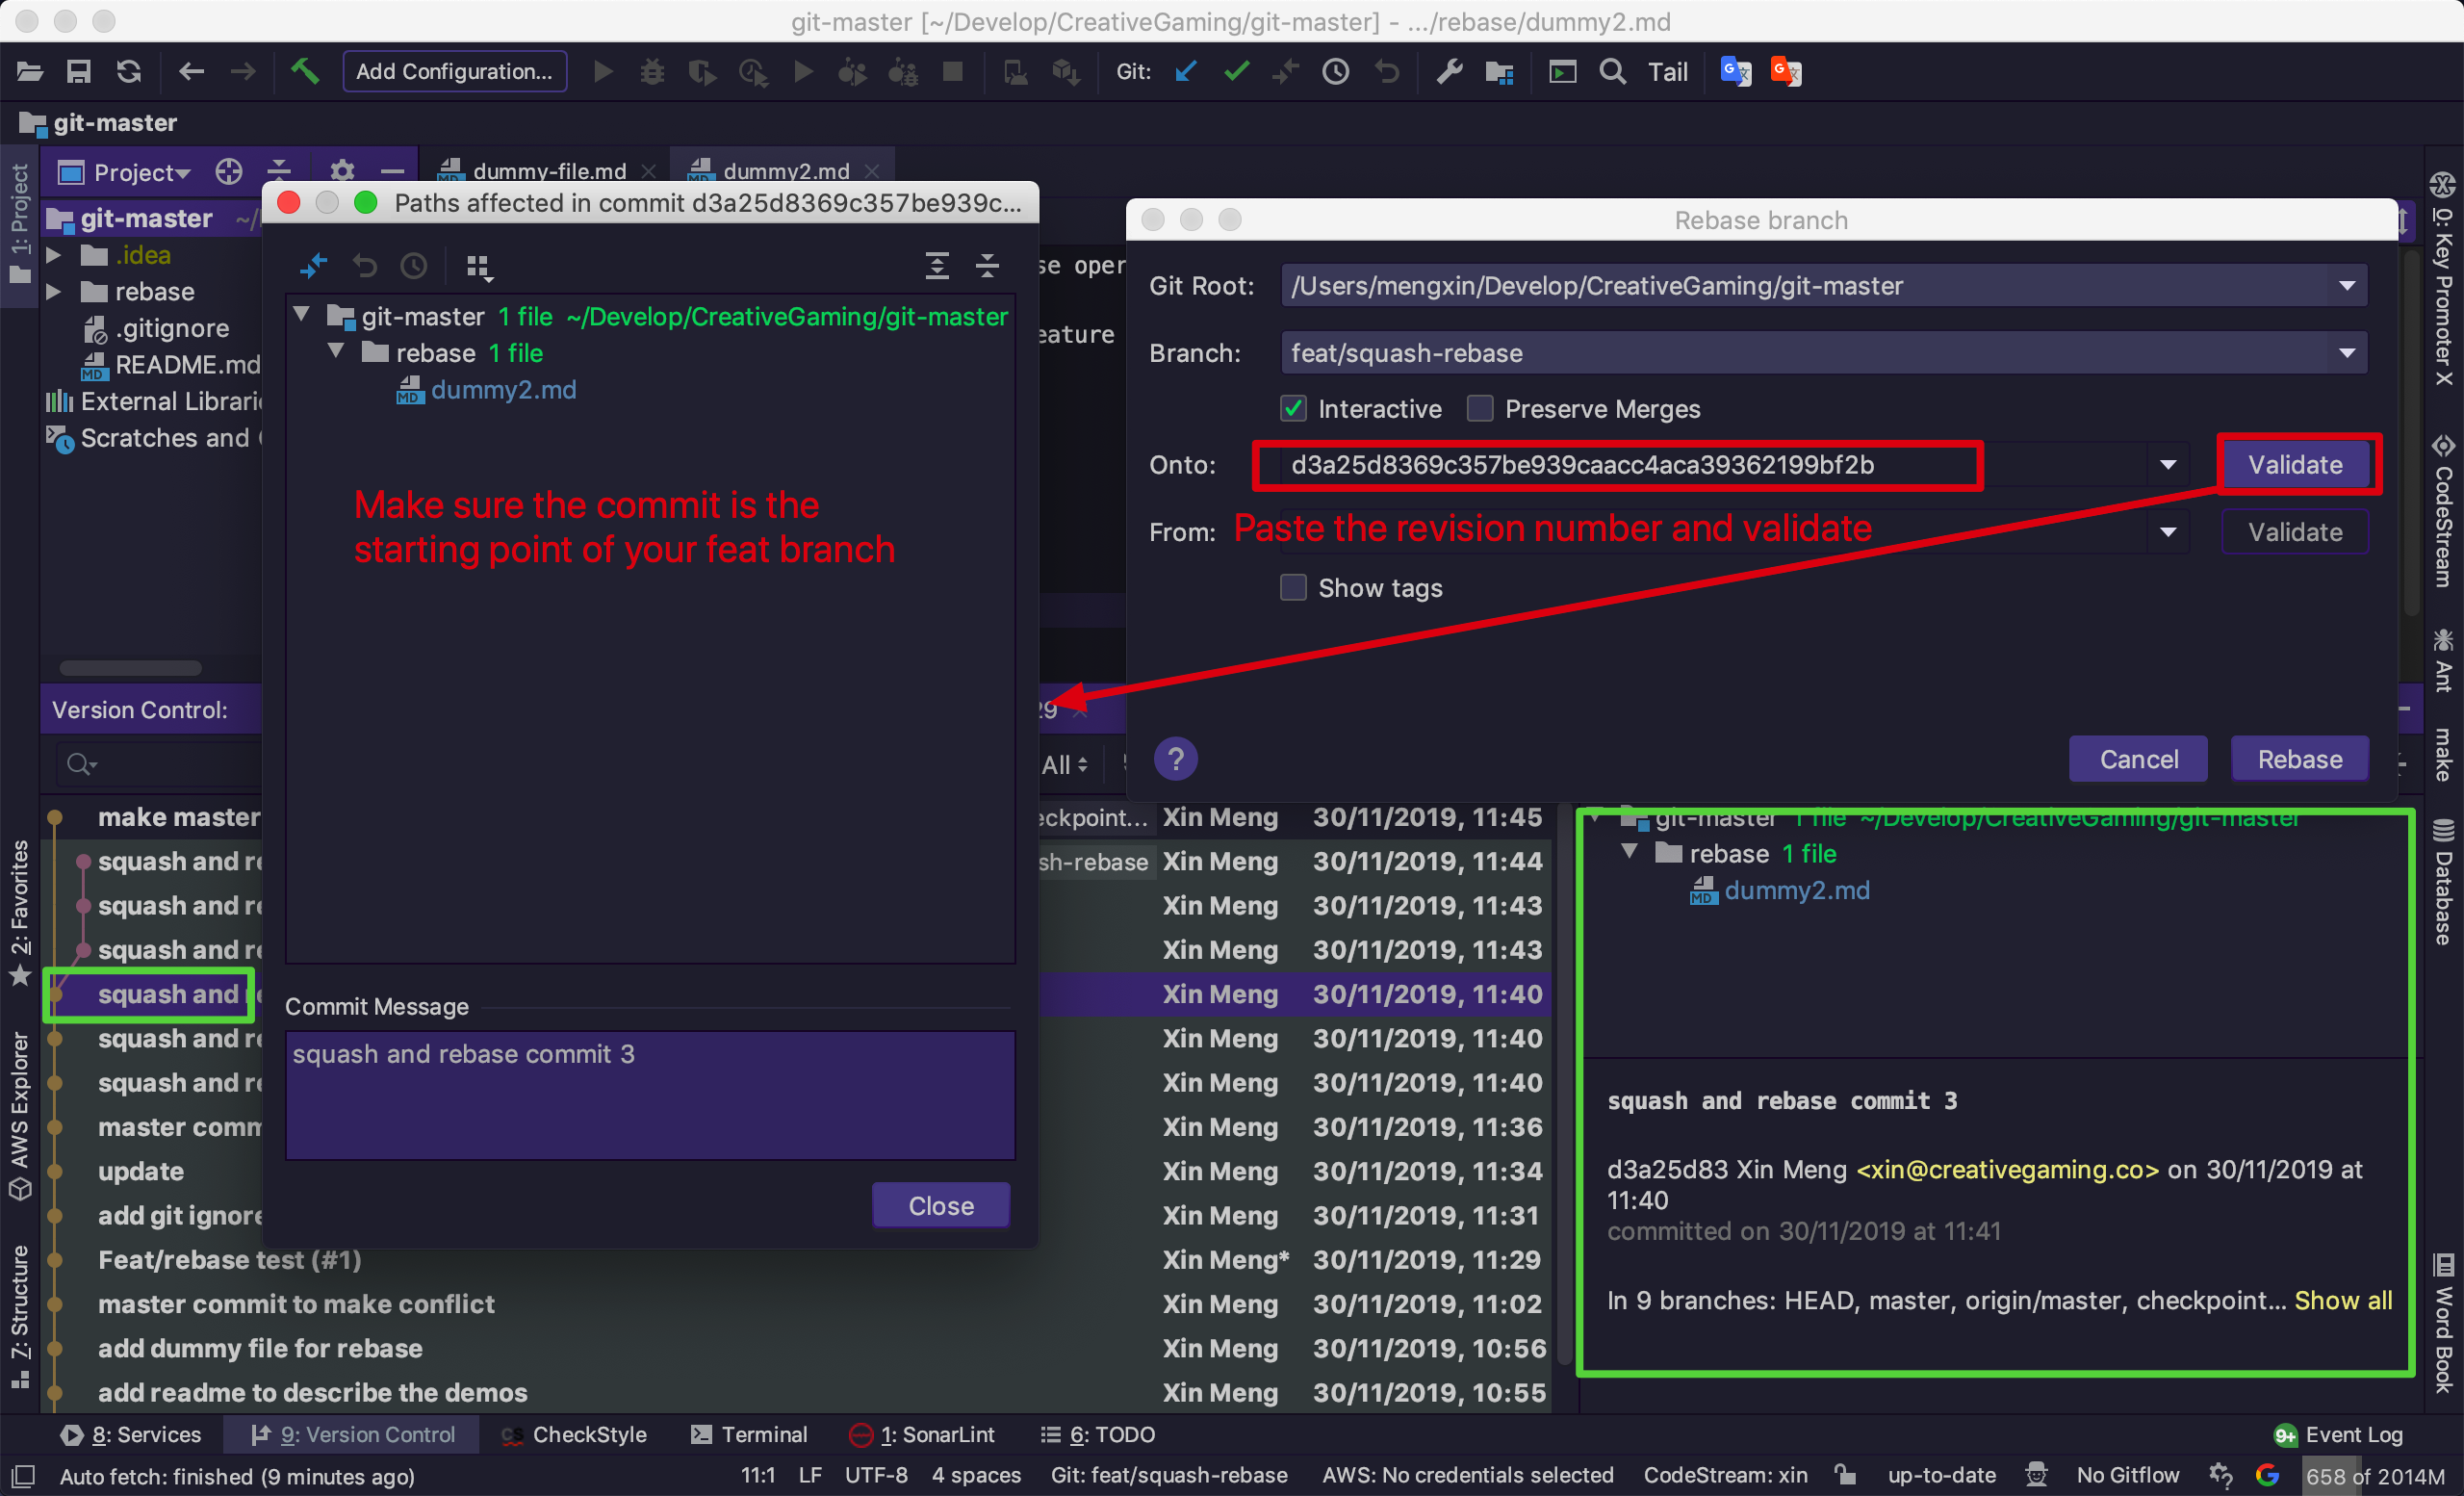 git-master [~/Develop/CreativeGaming/git-master] - .../rebase/dummy2.md
Add Configuration...
Git:
Tail
git-master
1: Project
Project
dummy-file.md
dummy2.md
git-master
.idea
rebase
.gitignore
README.md
External Librari
Scratches and
Paths affected in commit d3a25d8369c357be939c...
git-master 1 file ~/Develop/CreativeGaming/git-master
rebase 1 file
dummy2.md
Make sure the commit is the
starting point of your feat branch
Commit Message
squash and rebase commit 3
Close
se oper
eature
Rebase branch
Git Root: /Users/mengxin/Develop/CreativeGaming/git-master
Branch: feat/squash-rebase
Interactive Preserve Merges
Onto: d3a25d8369c357be939caacc4aca39362199bf2b Validate
From: Paste the revision number and validate Validate
Show tags
? Cancel Rebase
Version Control:
29
All
make master eckpoint... Xin Meng 30/11/2019, 11:45
squash and re sh-rebase Xin Meng 30/11/2019, 11:44
squash and re Xin Meng 30/11/2019, 11:43
squash and re Xin Meng 30/11/2019, 11:43
squash and re Xin Meng 30/11/2019, 11:40
squash and re Xin Meng 30/11/2019, 11:40
squash and re Xin Meng 30/11/2019, 11:40
master comm Xin Meng 30/11/2019, 11:36
update Xin Meng 30/11/2019, 11:34
add git ignore Xin Meng 30/11/2019, 11:31
Feat/rebase test (#1) Xin Meng* 30/11/2019, 11:29
master commit to make conflict Xin Meng 30/11/2019, 11:02
add dummy file for rebase Xin Meng 30/11/2019, 10:56
add readme to describe the demos Xin Meng 30/11/2019, 10:55
git-master 1 file ~/Develop/CreativeGaming/git-master
rebase 1 file
dummy2.md
squash and rebase commit 3
d3a25d83 Xin Meng <xin@creativegaming.co> on 30/11/2019 at
11:40
committed on 30/11/2019 at 11:41
In 9 branches: HEAD, master, origin/master, checkpoint... Show all
2: Favorites
AWS Explorer
7: Structure
0: Key Promoter X
CodeStream
Ant
make
Database
Word Book
8: Services
9: Version Control
CheckStyle
Terminal
1: SonarLint
6: TODO
9+ Event Log
Auto fetch: finished (9 minutes ago)
11:1 LF UTF-8 4 spaces Git: feat/squash-rebase AWS: No credentials selected CodeStream: xin up-to-date No Gitflow 658 of 2014M